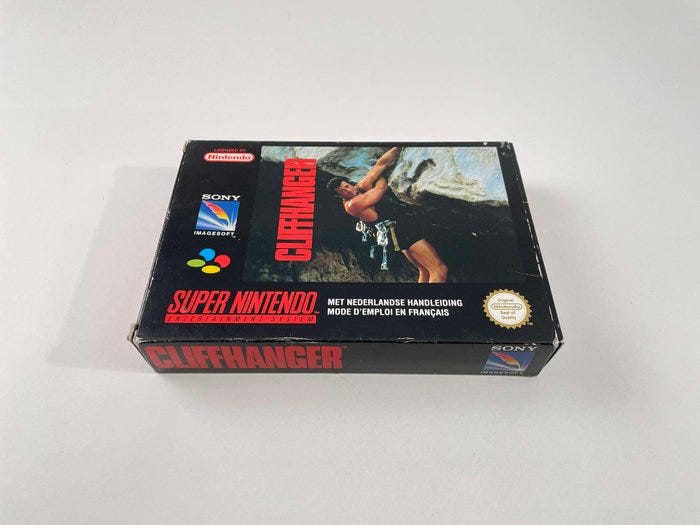 LICENSED BY
Nintendo
SONY
IMAGESOFT
CLIFFHANGER
SUPER NINTENDO
ENTERTAINMENT SYSTEM
MET NEDERLANDSE HANDLEIDING
MODE D'EMPLOI EN FRANÇAIS
Original
Nintendo
Seal of
Quality
CLIFFHANGER
SONY
IMAGESOFT